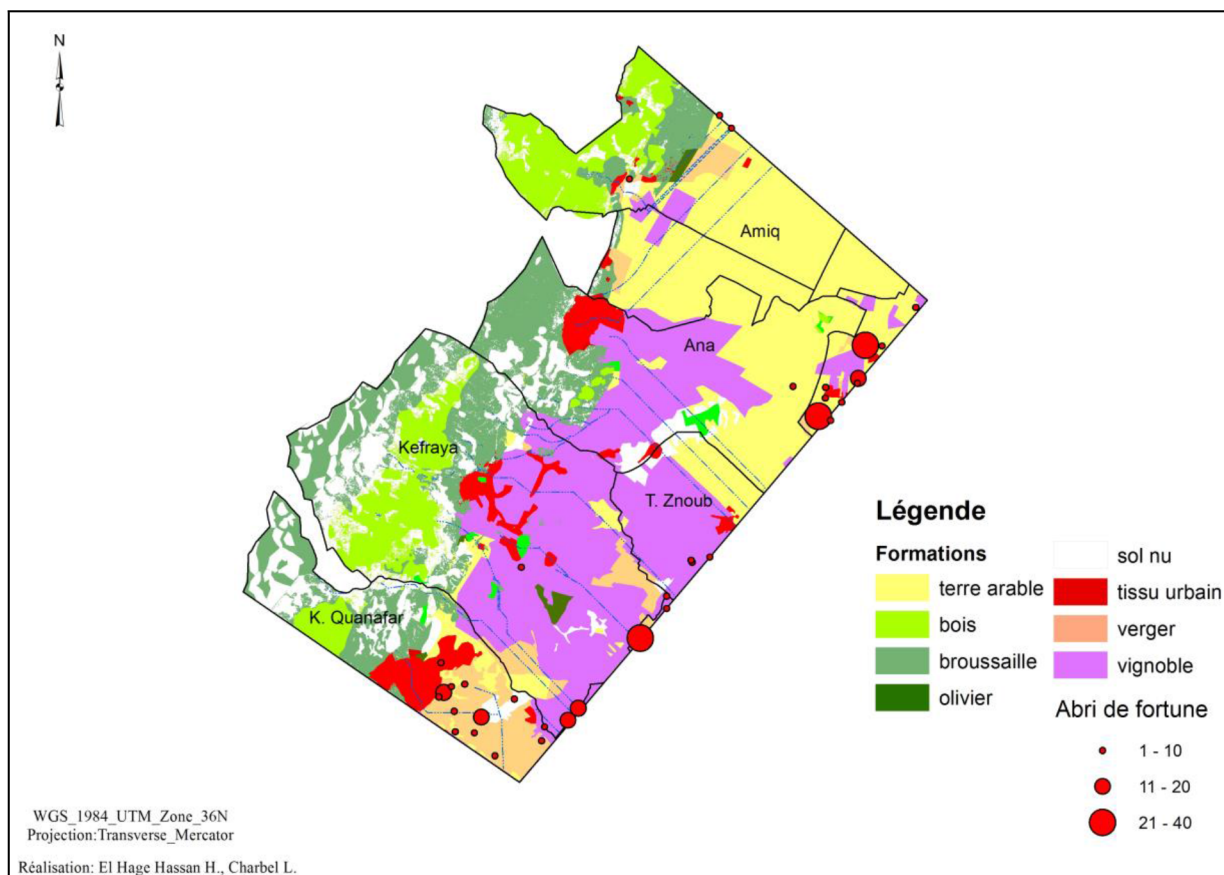 N
Amiq
Ana
Kefraya
T. Znoub
K. Quanafar
Légende
Formations
terre arable
bois
broussaille
olivier
sol nu
tissu urbain
verger
vignoble
Abri de fortune
1 - 10
11 - 20
21 - 40
WGS_1984_UTM_Zone_36N
Projection:Transverse_Mercator
Réalisation: El Hage Hassan H., Charbel L.